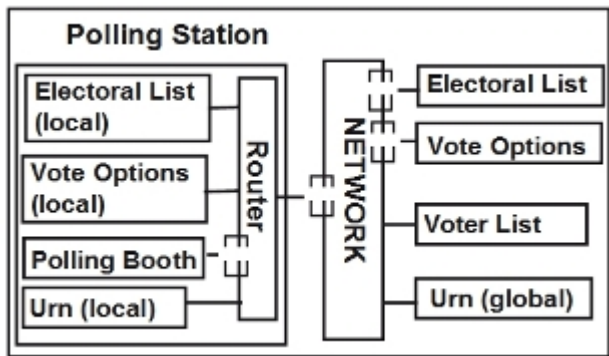 Polling Station
Electoral List
(local)
Vote Options
(local)
Polling Booth
Urn (local)
Router
NETWORK
Electoral List
Vote Options
Voter List
Urn (global)